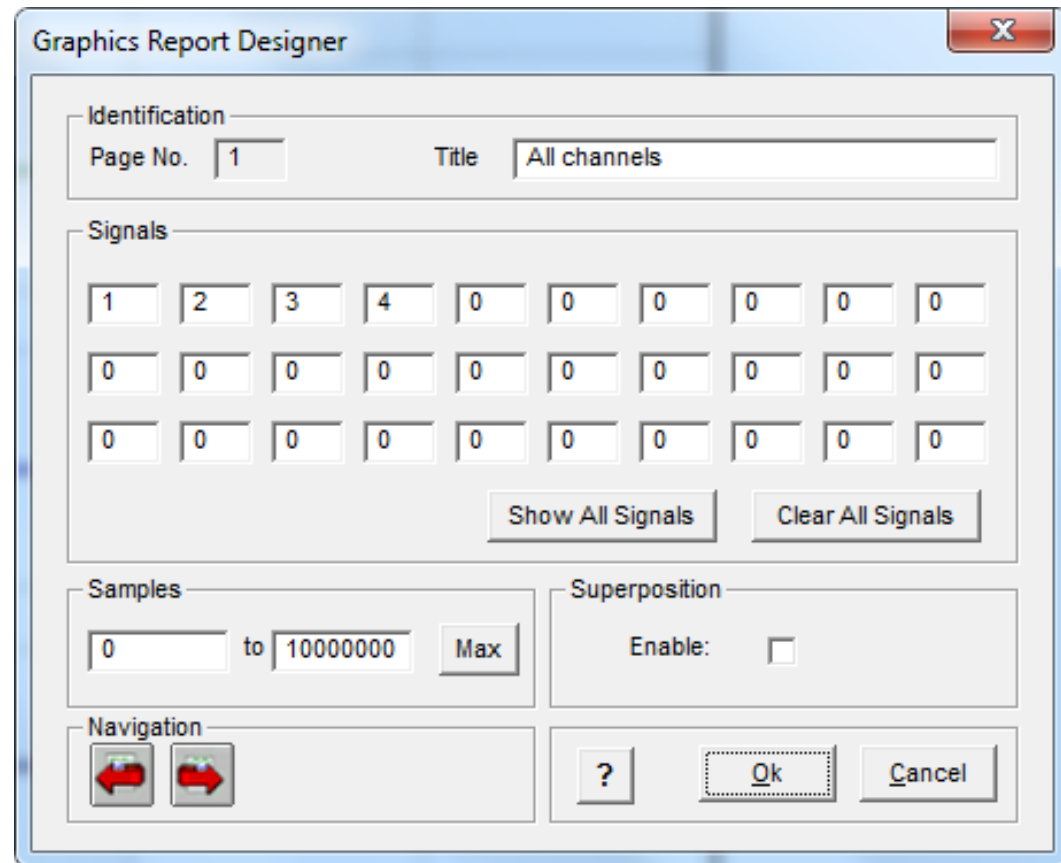 Graphics Report Designer
Identification
Page No. 1 Title All channels
Signals
1 2 3 4 0 0 0 0 0 0
0 0 0 0 0 0 0 0 0 0
0 0 0 0 0 0 0 0 0 0
Show All Signals Clear All Signals
Samples
0 to 10000000 Max
Superposition
Enable:
Navigation
? Ok Cancel